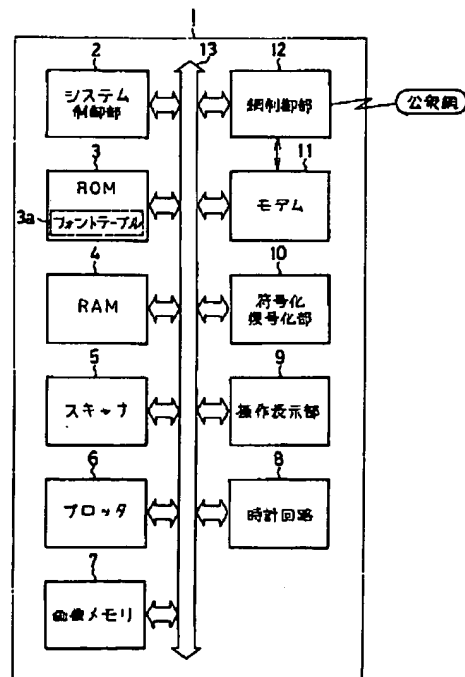 1
13
2
システム
制御部
12
網制御部
公衆網
3
ROM
3a
フォントテーブル
11
モデム
4
RAM
10
符号化
復号化部
5
スキャナ
9
操作表示部
6
プロッタ
8
時計回路
7
画像メモリ